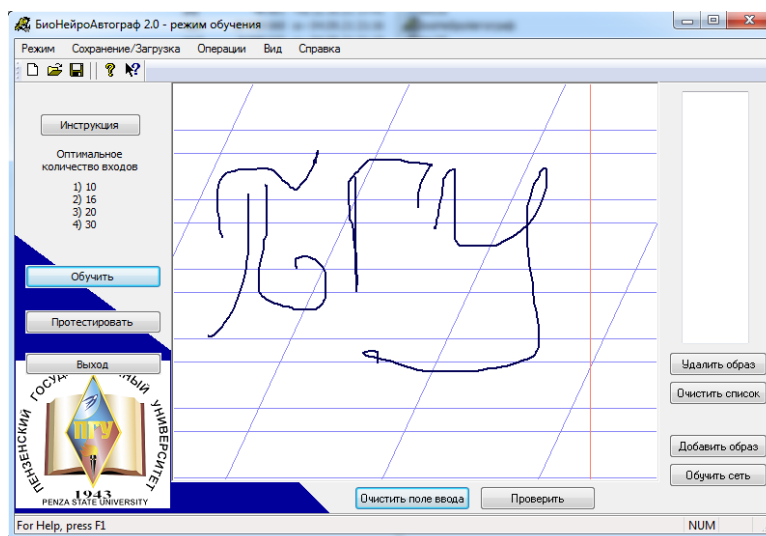 БиоНейроАвтограф 2.0 - режим обучения
Режим Сохранение/Загрузка Операции Вид Справка
Инструкция
Оптимальное
количество входов
1) 10
2) 16
3) 20
4) 30
Обучить
Протестировать
Выход
ПЕНЗЕНСКИЙ ГОСУДАРСТВЕННЫЙ УНИВЕРСИТЕТ
ПГУ
1943
PENZA STATE UNIVERSITY
Удалить образ
Очистить список
Добавить образ
Обучить сеть
Очистить поле ввода Проверить
For Help, press F1 NUM